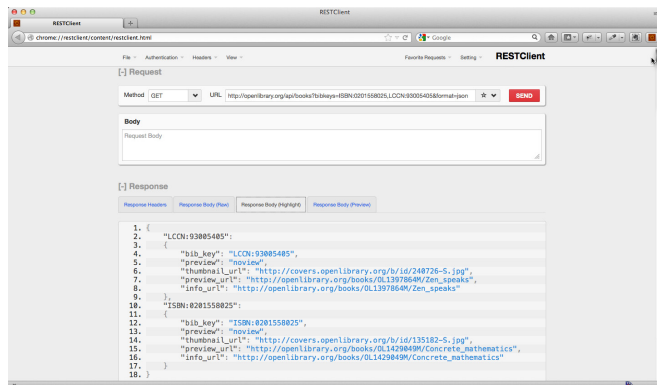 RESTClient
RESTClient
chrome://restclient/content/restclient.html
Google
File Authentication Headers View Favorite Requests Setting RESTClient
[-] Request
Method GET URL http://openlibrary.org/api/books?bibkeys=ISBN:0201558025,LCCN:93005405&format=json SEND
Body
Request Body
[-] Response
Response Headers Response Body (Raw) Response Body (Highlight) Response Body (Preview)
1. {
2. "LCCN:93005405":
3. {
4. "bib_key": "LCCN:93005405",
5. "preview": "noview",
6. "thumbnail_url": "http://covers.openlibrary.org/b/id/240726-S.jpg",
7. "preview_url": "http://openlibrary.org/books/OL1397864M/Zen_speaks",
8. "info_url": "http://openlibrary.org/books/OL1397864M/Zen_speaks"
9. },
10. "ISBN:0201558025":
11. {
12. "bib_key": "ISBN:0201558025",
13. "preview": "noview",
14. "thumbnail_url": "http://covers.openlibrary.org/b/id/135182-S.jpg",
15. "preview_url": "http://openlibrary.org/books/OL1429049M/Concrete_mathematics",
16. "info_url": "http://openlibrary.org/books/OL1429049M/Concrete_mathematics"
17. }
18. }